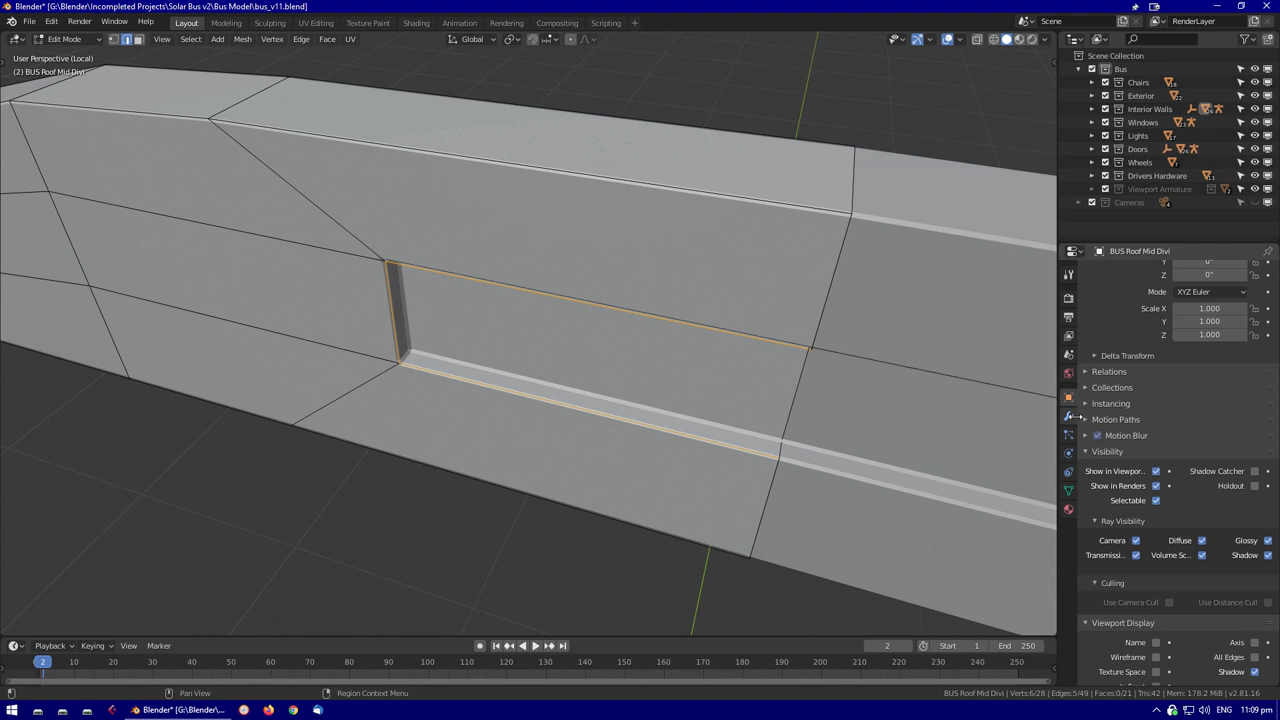 Blender* [G:\Blender\Incompleted Projects\Solar Bus v2\Bus Model\bus_v11.blend]
File Edit Render Window Help Layout Modeling Sculpting UV Editing Texture Paint Shading Animation Rendering Compositing Scripting Scene RenderLayer
Edit Mode View Select Add Mesh Vertex Edge Face UV Global
User Perspective (Local)
(2) BUS Roof Mid Divi
Scene Collection
Bus
Chairs
Exterior
Interior Walls
Windows
Lights
Doors
Wheels
Drivers Hardware
Viewport Armature
Cameras
BUS Roof Mid Divi
Y 0°
Z 0°
Mode XYZ Euler
Scale X 1.000
Y 1.000
Z 1.000
Delta Transform
Relations
Collections
Instancing
Motion Paths
Motion Blur
Visibility
Show in Viewpor.. Shadow Catcher
Show in Renders Holdout
Selectable
Ray Visibility
Camera Diffuse Glossy
Transmissi.. Volume Sc.. Shadow
Culling
Use Camera Cull Use Distance Cull
Viewport Display
Name Axis
Wireframe All Edges
Texture Space Shadow
Playback Keying View Marker 2 Start 1 End 250
2 10 20 30 40 50 60 70 80 90 100 110 120 130 140 150 160 170 180 190 200 210 220 230 240 250
Pan View Region Context Menu BUS Roof Mid Divi | Verts:6/28 | Edges:5/49 | Faces:0/21 | Tris:42 | Mem: 178.2 MiB | v2.81.16
Blender* [G:\Blende... ENG 11:09 pm